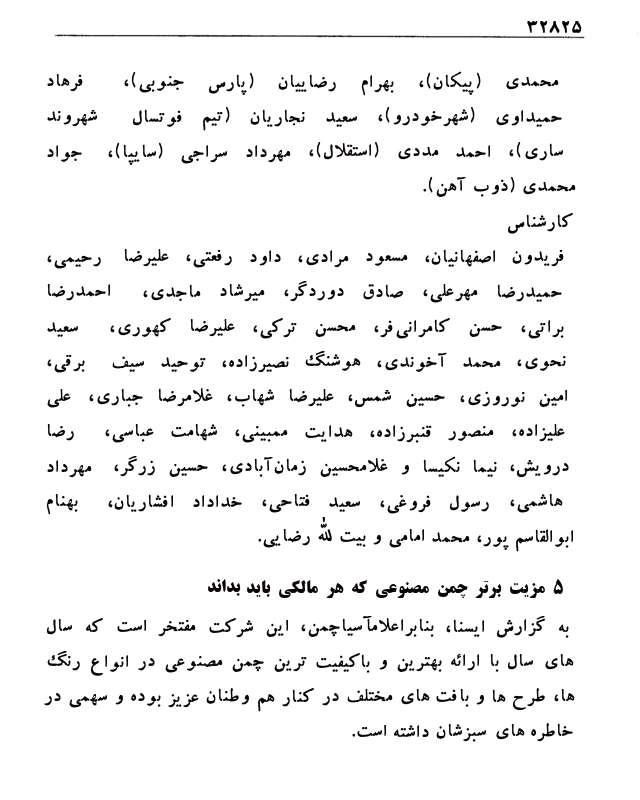 ۳۲۸۲۵
محمدی (پیکان)، بهرام رضاییان (پارس جنوبی)، فرهاد
حمیداوی (شهرخودرو)، سعید نجاریان (تیم فوتسال شهروند
ساری)، احمد مددی (استقلال)، مهرداد سراجی (سایپا)، جواد
محمدی (ذوب آهن).
کارشناس
فریدون اصفهانیان، مسعود مرادی، داود رفعتی، علیرضا رحیمی،
حمیدرضا مهرعلی، صادق دوردگر، میرشاد ماجدی، احمدرضا
براتی، حسن کامرانی‌فر، محسن ترکی، علیرضا کهوری، سعید
نحوی، محمد آخوندی، هوشنگ نصیرزاده، توحید سیف برقی،
امین نوروزی، حسین شمس، علیرضا شهاب، غلامرضا جباری، علی
علیزاده، منصور قنبرزاده، هدایت ممبینی، شهامت عباسی، رضا
درویش، نیما نکیسا و غلامحسین زمان‌آبادی، حسین زرگر، مهرداد
هاشمی، رسول فروغی، سعید فتاحی، خداداد افشاریان، بهنام
ابوالقاسم پور، محمد امامی و بیت الله رضایی.
۵ مزیت برتر چمن مصنوعی که هر مالکی باید بداند
به گزارش ایسنا، بنابراعلامآسیاچمن، این شرکت مفتخر است که سال
های سال با ارائه بهترین و باکیفیت ترین چمن مصنوعی در انواع رنگ
ها، طرح ها و بافت های مختلف در کنار هم وطنان عزیز بوده و سهمی در
خاطره های سبزشان داشته است.